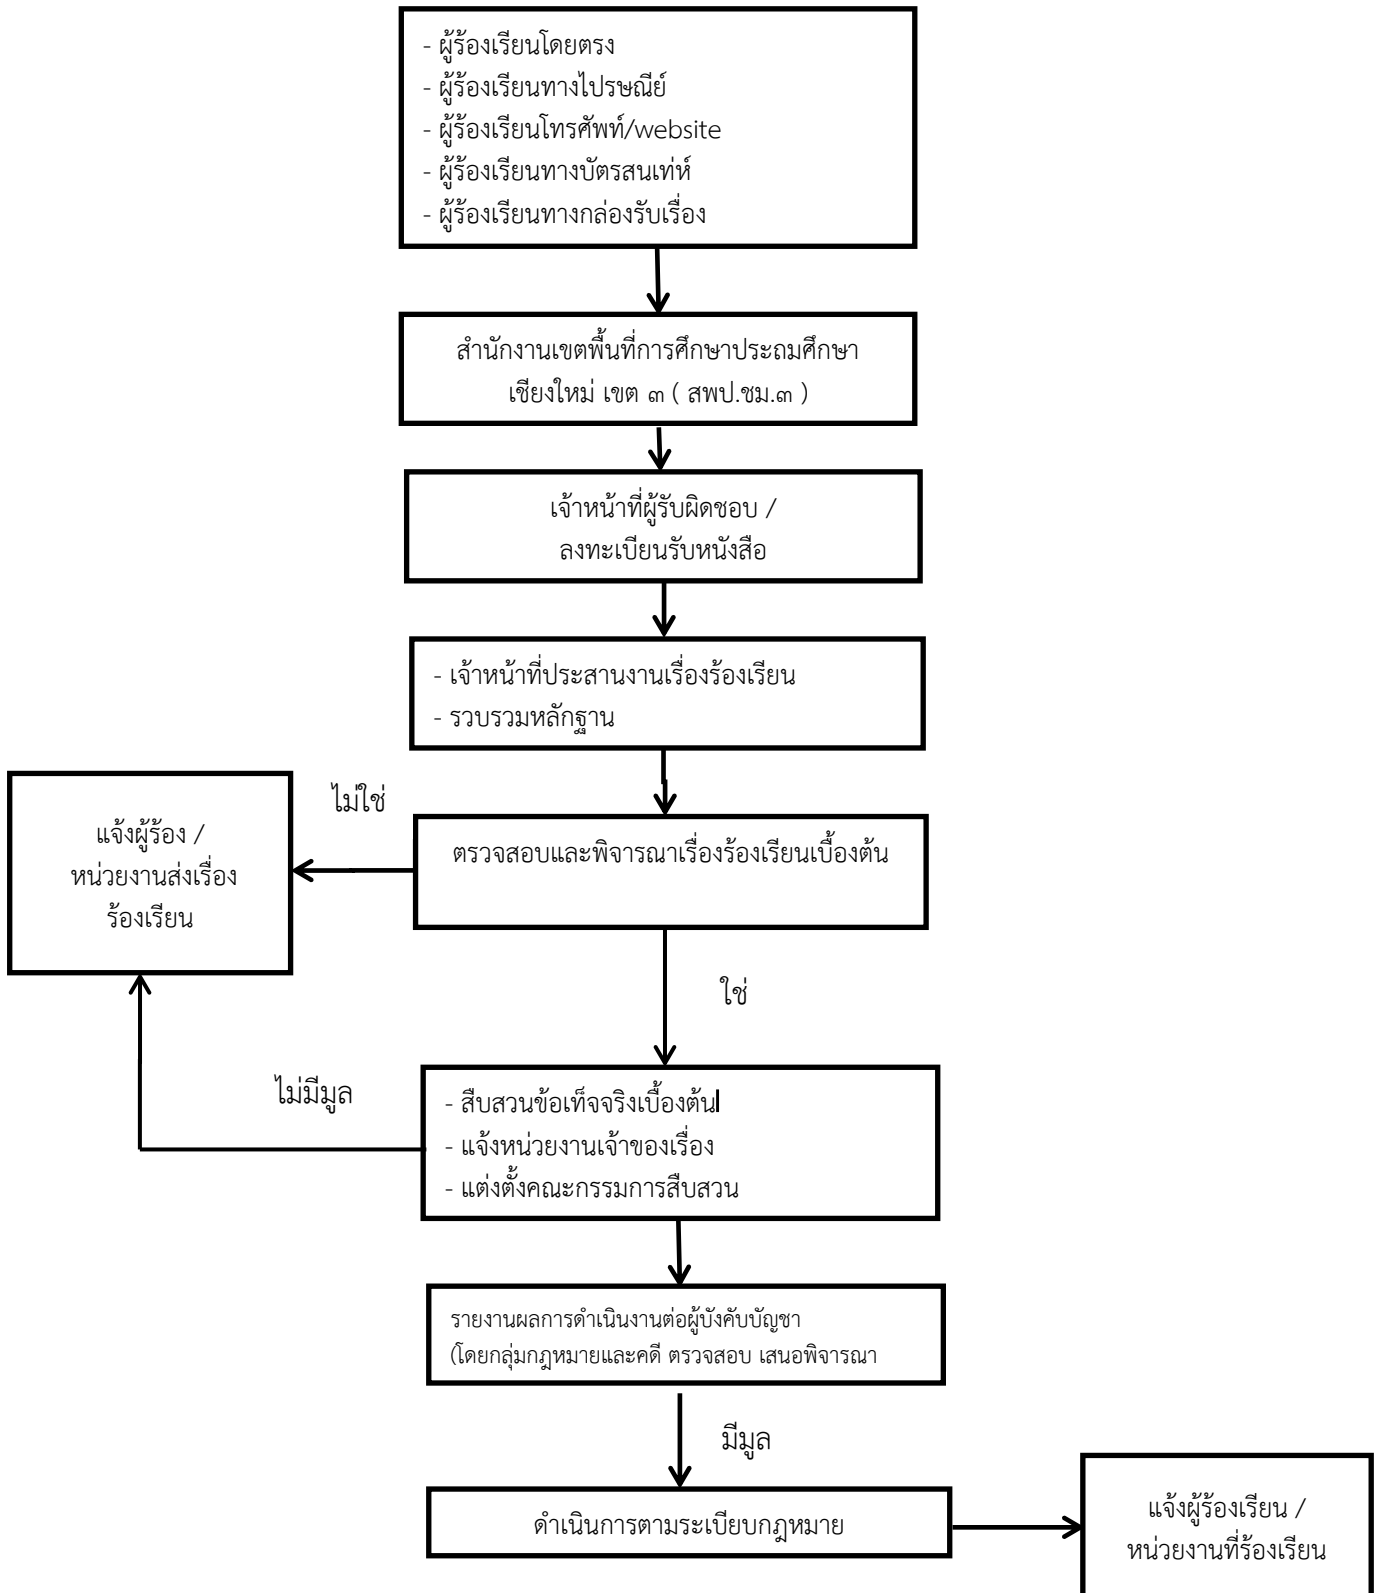 - ผู้ร้องเรียนโดยตรง
- ผู้ร้องเรียนทางไปรษณีย์
- ผู้ร้องเรียนโทรศัพท์/website
- ผู้ร้องเรียนทางบัตรสนเท่ห์
- ผู้ร้องเรียนทางกล่องรับเรื่อง
สำนักงานเขตพื้นที่การศึกษาประถมศึกษา
เชียงใหม่ เขต ๓ ( สพป.ชม.๓ )
เจ้าหน้าที่ผู้รับผิดชอบ /
ลงทะเบียนรับหนังสือ
- เจ้าหน้าที่ประสานงานเรื่องร้องเรียน
- รวบรวมหลักฐาน
ไม่ใช่
แจ้งผู้ร้อง /
หน่วยงานส่งเรื่อง
ร้องเรียน
ตรวจสอบและพิจารณาเรื่องร้องเรียนเบื้องต้น
ใช่
ไม่มีมูล
- สืบสวนข้อเท็จจริงเบื้องต้น
- แจ้งหน่วยงานเจ้าของเรื่อง
- แต่งตั้งคณะกรรมการสืบสวน
รายงานผลการดำเนินงานต่อผู้บังคับบัญชา
(โดยกลุ่มกฎหมายและคดี ตรวจสอบ เสนอพิจารณา
มีมูล
ดำเนินการตามระเบียบกฎหมาย
แจ้งผู้ร้องเรียน /
หน่วยงานที่ร้องเรียน